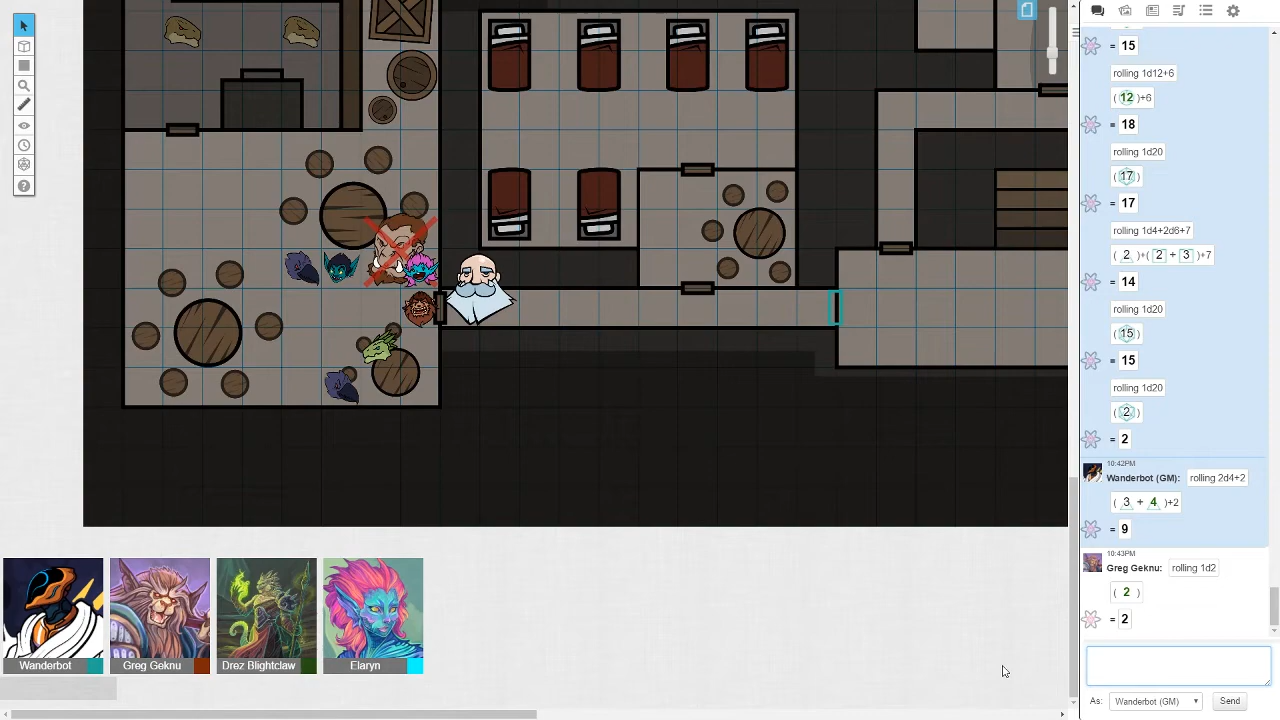 = 15
rolling 1d12+6
( 12 )+6
= 18
rolling 1d20
( 17 )
= 17
rolling 1d4+2d6+7
( 2 )+( 2 + 3 )+7
= 14
rolling 1d20
( 15 )
= 15
rolling 1d20
( 2 )
= 2
10:42PM
Wanderbot (GM): rolling 2d4+2
( 3 + 4 )+2
= 9
10:43PM
Greg Geknu: rolling 1d2
( 2 )
= 2
As: Wanderbot (GM) Send
Wanderbot
Greg Geknu
Drez Blightclaw
Elaryn